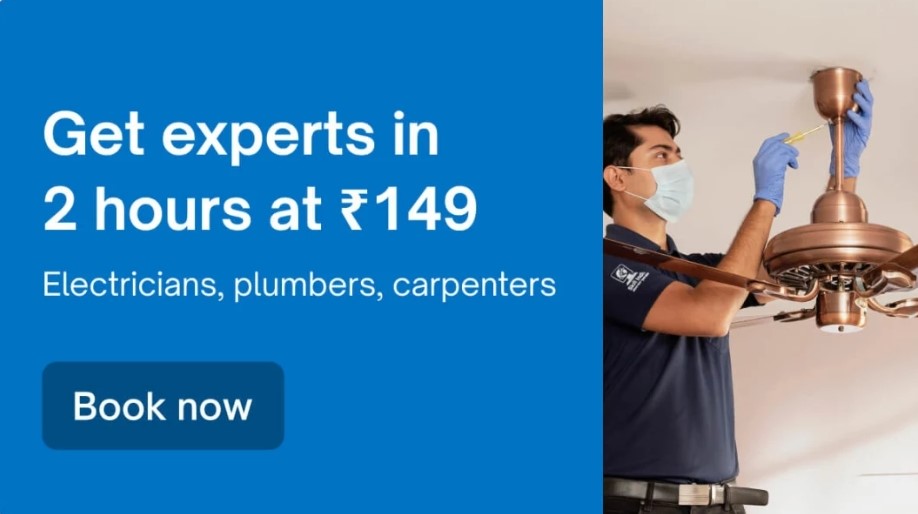 Get experts in
2 hours at ₹149
Electricians, plumbers, carpenters
Book now